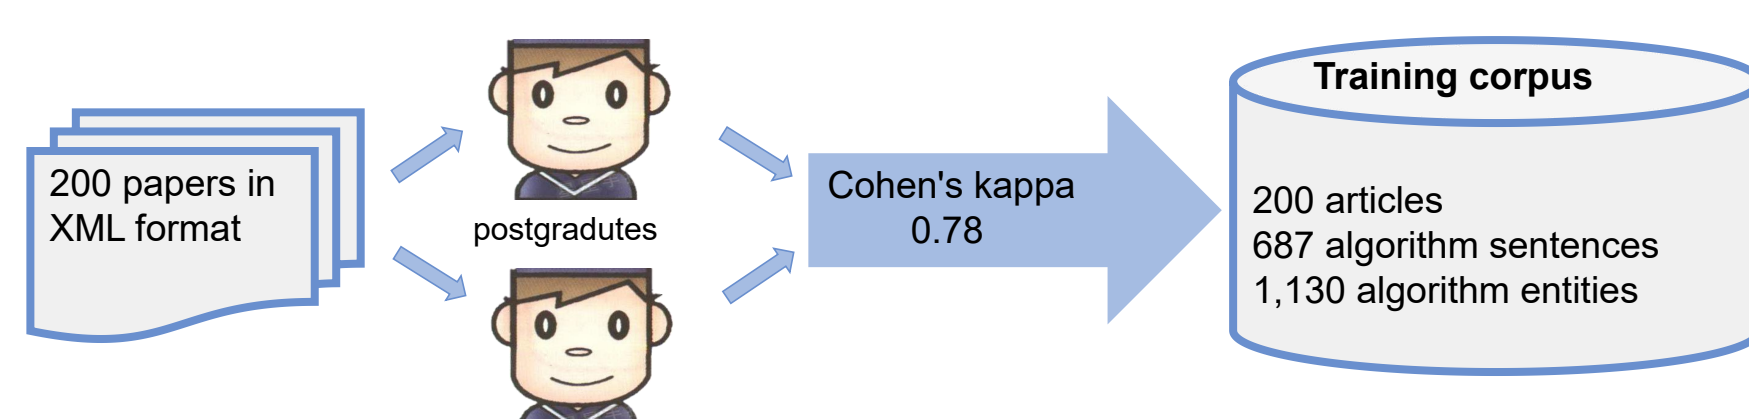 200 papers in
XML format
postgradutes
Cohen's kappa
0.78
Training corpus
200 articles
687 algorithm sentences
1,130 algorithm entities